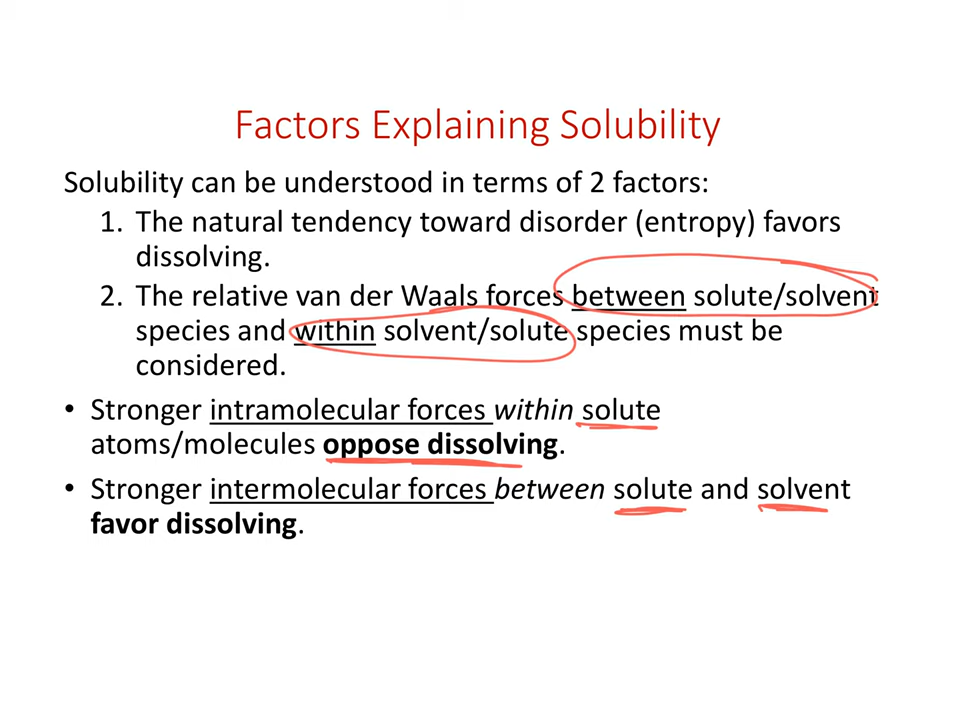 Factors Explaining Solubility
Solubility can be understood in terms of 2 factors:
1. The natural tendency toward disorder (entropy) favors
dissolving.
2. The relative van der Waals forces between solute/solvent
species and within solvent/solute species must be
considered.
• Stronger intramolecular forces within solute
atoms/molecules oppose dissolving.
• Stronger intermolecular forces between solute and solvent
favor dissolving.